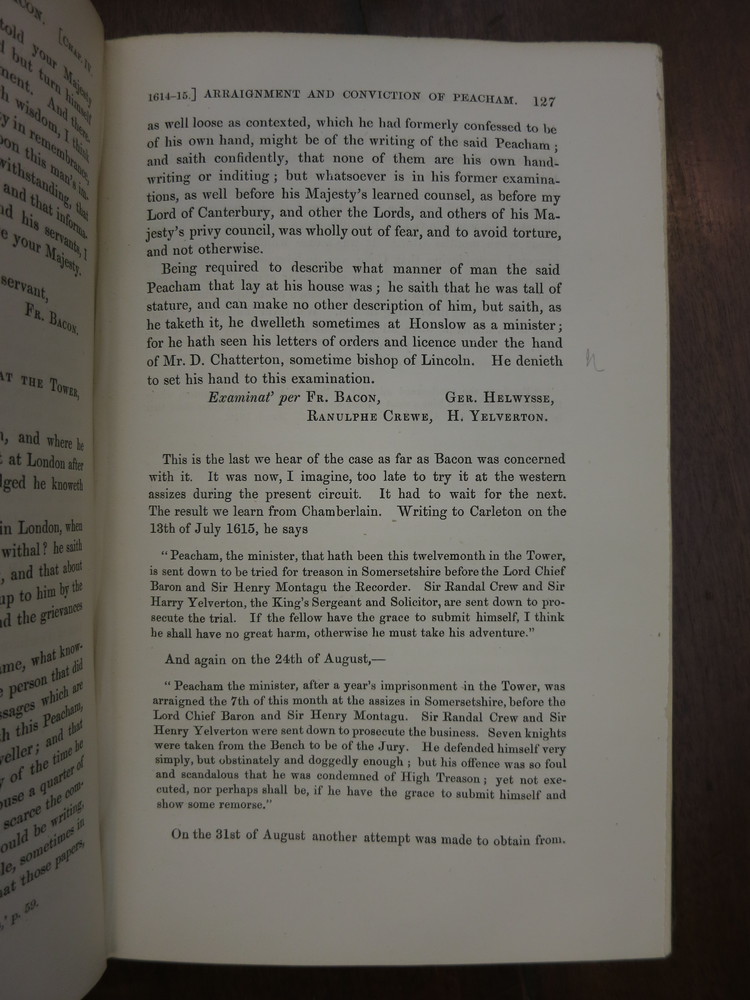 CON. [CHAP. IV.
told your Majesty
d but turn himself
ment. And there-
h wisdom, I think
y in remembrance,
pon this man's in-
withstanding, that
and that informa-
nd his servants, I
e your Majesty.
servant,
FR. BACON.
AT THE TOWER,
n, and where he
t at London after
lged he knoweth
in London, when
withal? he saith
, and that about
up to him by the
nd the grievances
ame, what know-
e person that did
ssages which are
th this Peacham,
veller; and that
y of the time he
ouse a quarter of
scarce the com-
ould be writing,
le, sometimes in
hat those papers,
,' p. 59.
1614-15.] ARRAIGNMENT AND CONVICTION OF PEACHAM. 127
as well loose as contexted, which he had formerly confessed to be
of his own hand, might be of the writing of the said Peacham;
and saith confidently, that none of them are his own hand-
writing or inditing; but whatsoever is in his former examina-
tions, as well before his Majesty's learned counsel, as before my
Lord of Canterbury, and other the Lords, and others of his Ma-
jesty's privy council, was wholly out of fear, and to avoid torture,
and not otherwise.
Being required to describe what manner of man the said
Peacham that lay at his house was; he saith that he was tall of
stature, and can make no other description of him, but saith, as
he taketh it, he dwelleth sometimes at Honslow as a minister;
for he hath seen his letters of orders and licence under the hand
of Mr. D. Chatterton, sometime bishop of Lincoln. He denieth
to set his hand to this examination.
Examinat' per FR. BACON, GER. HELWYSSE,
RANULPHE CREWE, H. YELVERTON.
This is the last we hear of the case as far as Bacon was concerned
with it. It was now, I imagine, too late to try it at the western
assizes during the present circuit. It had to wait for the next.
The result we learn from Chamberlain. Writing to Carleton on the
13th of July 1615, he says
"Peacham, the minister, that hath been this twelvemonth in the Tower,
is sent down to be tried for treason in Somersetshire before the Lord Chief
Baron and Sir Henry Montagu the Recorder. Sir Randal Crew and Sir
Harry Yelverton, the King's Sergeant and Solicitor, are sent down to pro-
secute the trial. If the fellow have the grace to submit himself, I think
he shall have no great harm, otherwise he must take his adventure."
And again on the 24th of August,—
"Peacham the minister, after a year's imprisonment in the Tower, was
arraigned the 7th of this month at the assizes in Somersetshire, before the
Lord Chief Baron and Sir Henry Montagu. Sir Randal Crew and Sir
Henry Yelverton were sent down to prosecute the business. Seven knights
were taken from the Bench to be of the Jury. He defended himself very
simply, but obstinately and doggedly enough; but his offence was so foul
and scandalous that he was condemned of High Treason; yet not exe-
cuted, nor perhaps shall be, if he have the grace to submit himself and
show some remorse."
On the 31st of August another attempt was made to obtain from.